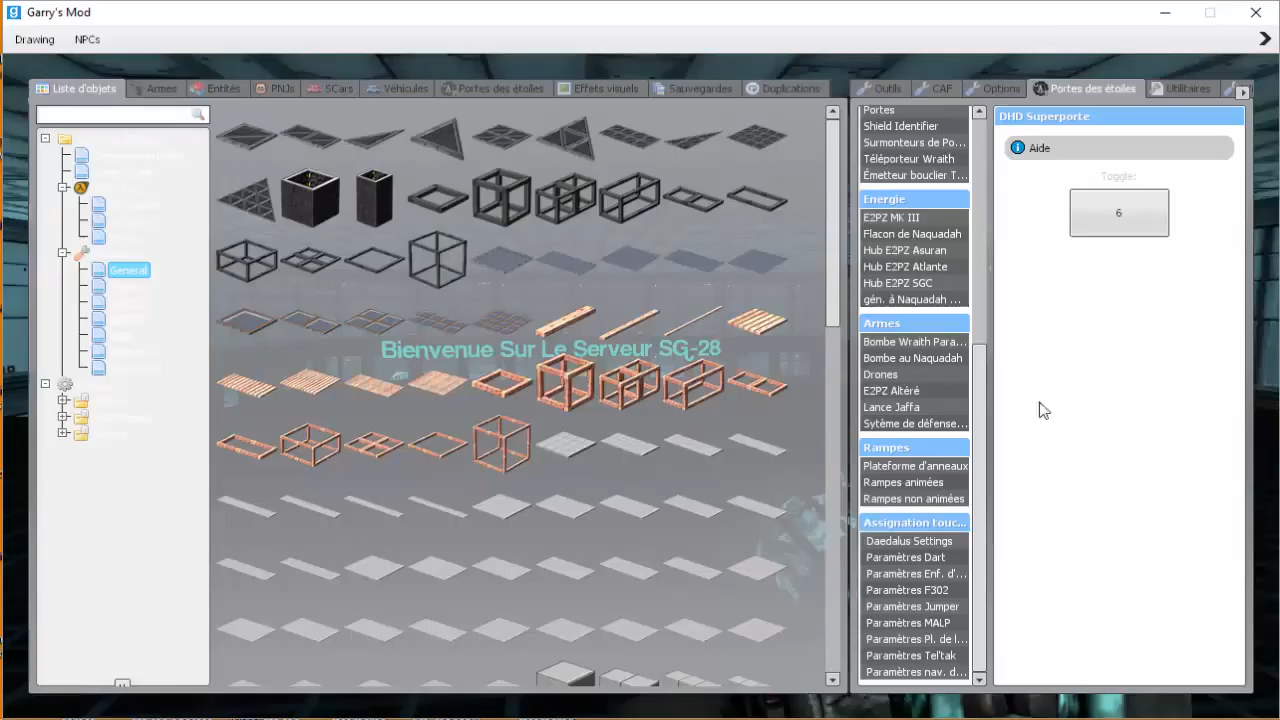 Garry's Mod
Drawing NPCs
Liste d'objets Armes Entités PNJs SCars Véhicules Portes des étoiles Effets visuels Sauvegardes Duplications
Outils CAF Options Portes des étoiles Utilitaires
General
Bienvenue Sur Le Serveur SG-28
Portes
Shield Identifier
Surmonteurs de Po...
Téléporteur Wraith
Émetteur bouclier T...
Energie
E2PZ MK III
Flacon de Naquadah
Hub E2PZ Asuran
Hub E2PZ Atlante
Hub E2PZ SGC
gén. à Naquadah ...
Armes
Bombe Wraith Para...
Bombe au Naquadah
Drones
E2PZ Altéré
Lance Jaffa
Sytème de défense...
Rampes
Plateforme d'anneaux
Rampes animées
Rampes non animées
Assignation touc...
Daedalus Settings
Paramètres Dart
Paramètres Enf. d'...
Paramètres F302
Paramètres Jumper
Paramètres MALP
Paramètres Pl. de l...
Paramètres Tel'tak
Paramètres nav. d...
DHD Superporte
Aide
Toggle:
6